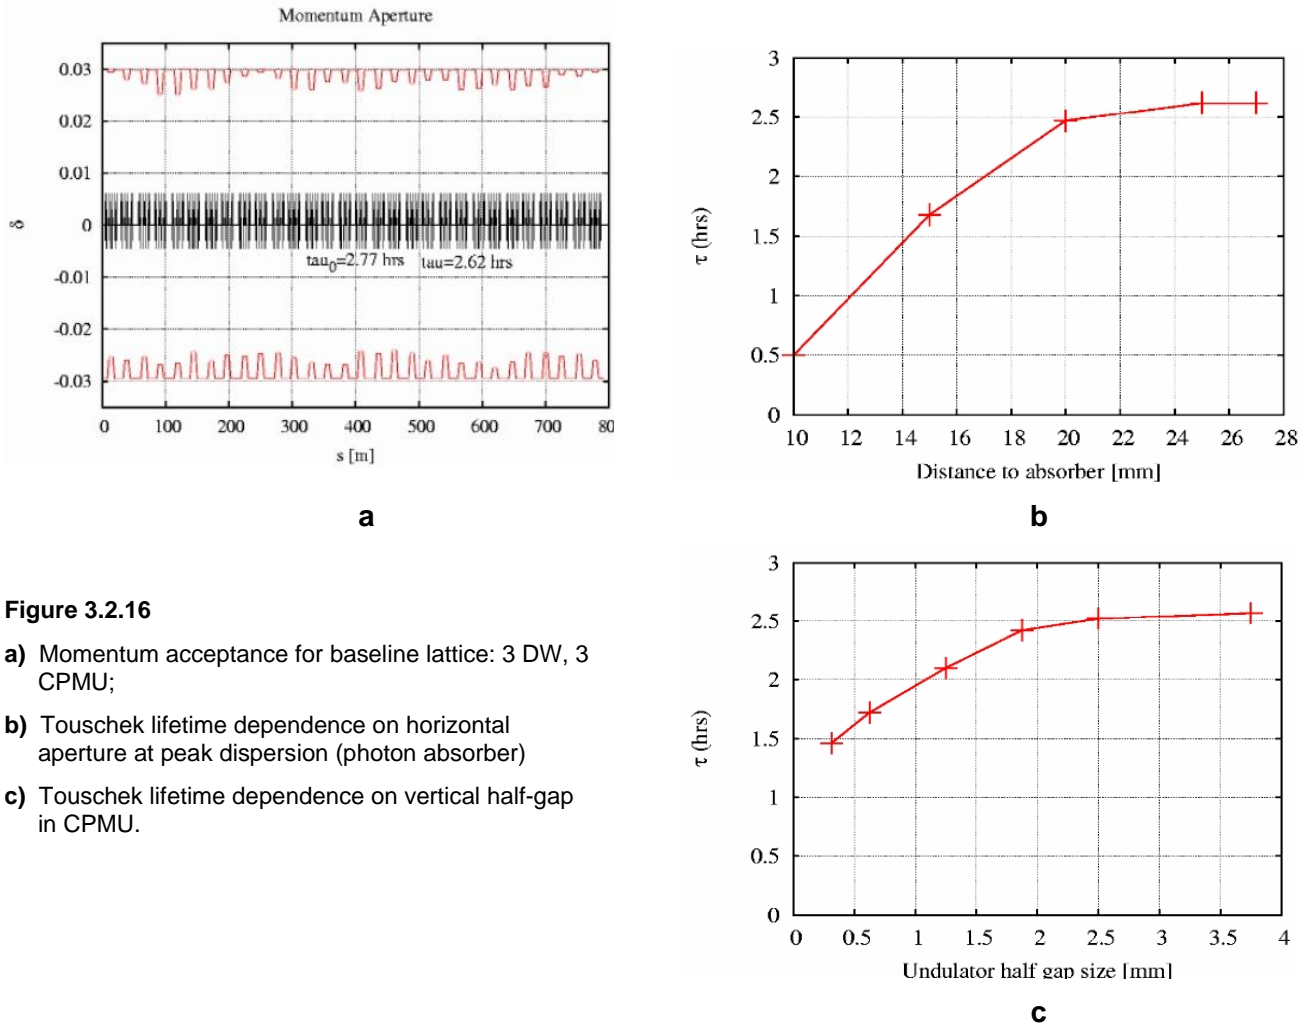 Momentum Aperture
0.03
0.02
0.01
0
-0.01
-0.02
-0.03
δ
tau0=2.77 hrs tau=2.62 hrs
0 100 200 300 400 500 600 700 80
s [m]
a
3
2.5
2
1.5
1
0.5
0
τ (hrs)
10 12 14 16 18 20 22 24 26 28
Distance to absorber [mm]
b
Figure 3.2.16
a) Momentum acceptance for baseline lattice: 3 DW, 3
CPMU;
b) Touschek lifetime dependence on horizontal
aperture at peak dispersion (photon absorber)
c) Touschek lifetime dependence on vertical half-gap
in CPMU.
3
2.5
2
1.5
1
0.5
0
τ (hrs)
0 0.5 1 1.5 2 2.5 3 3.5 4
Undulator half gap size [mm]
c